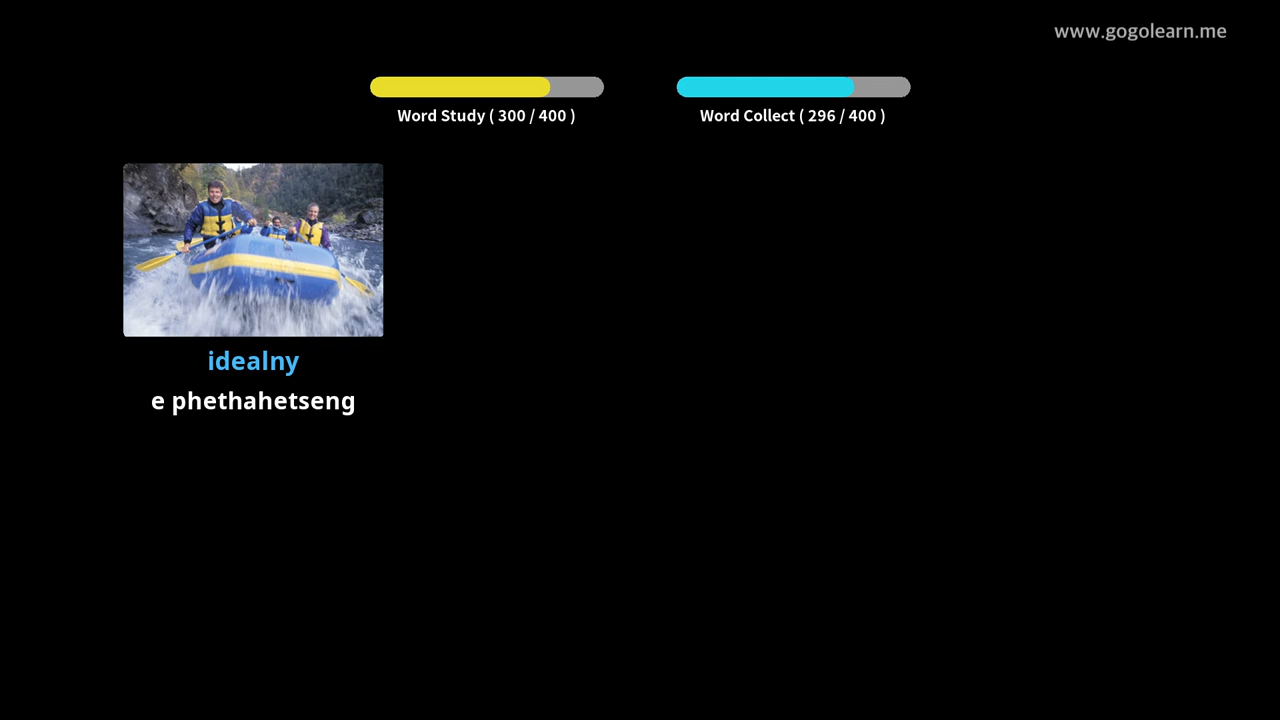 www.gogolearn.me
Word Study ( 300 / 400 )
Word Collect ( 296 / 400 )
idealny
e phethahetseng